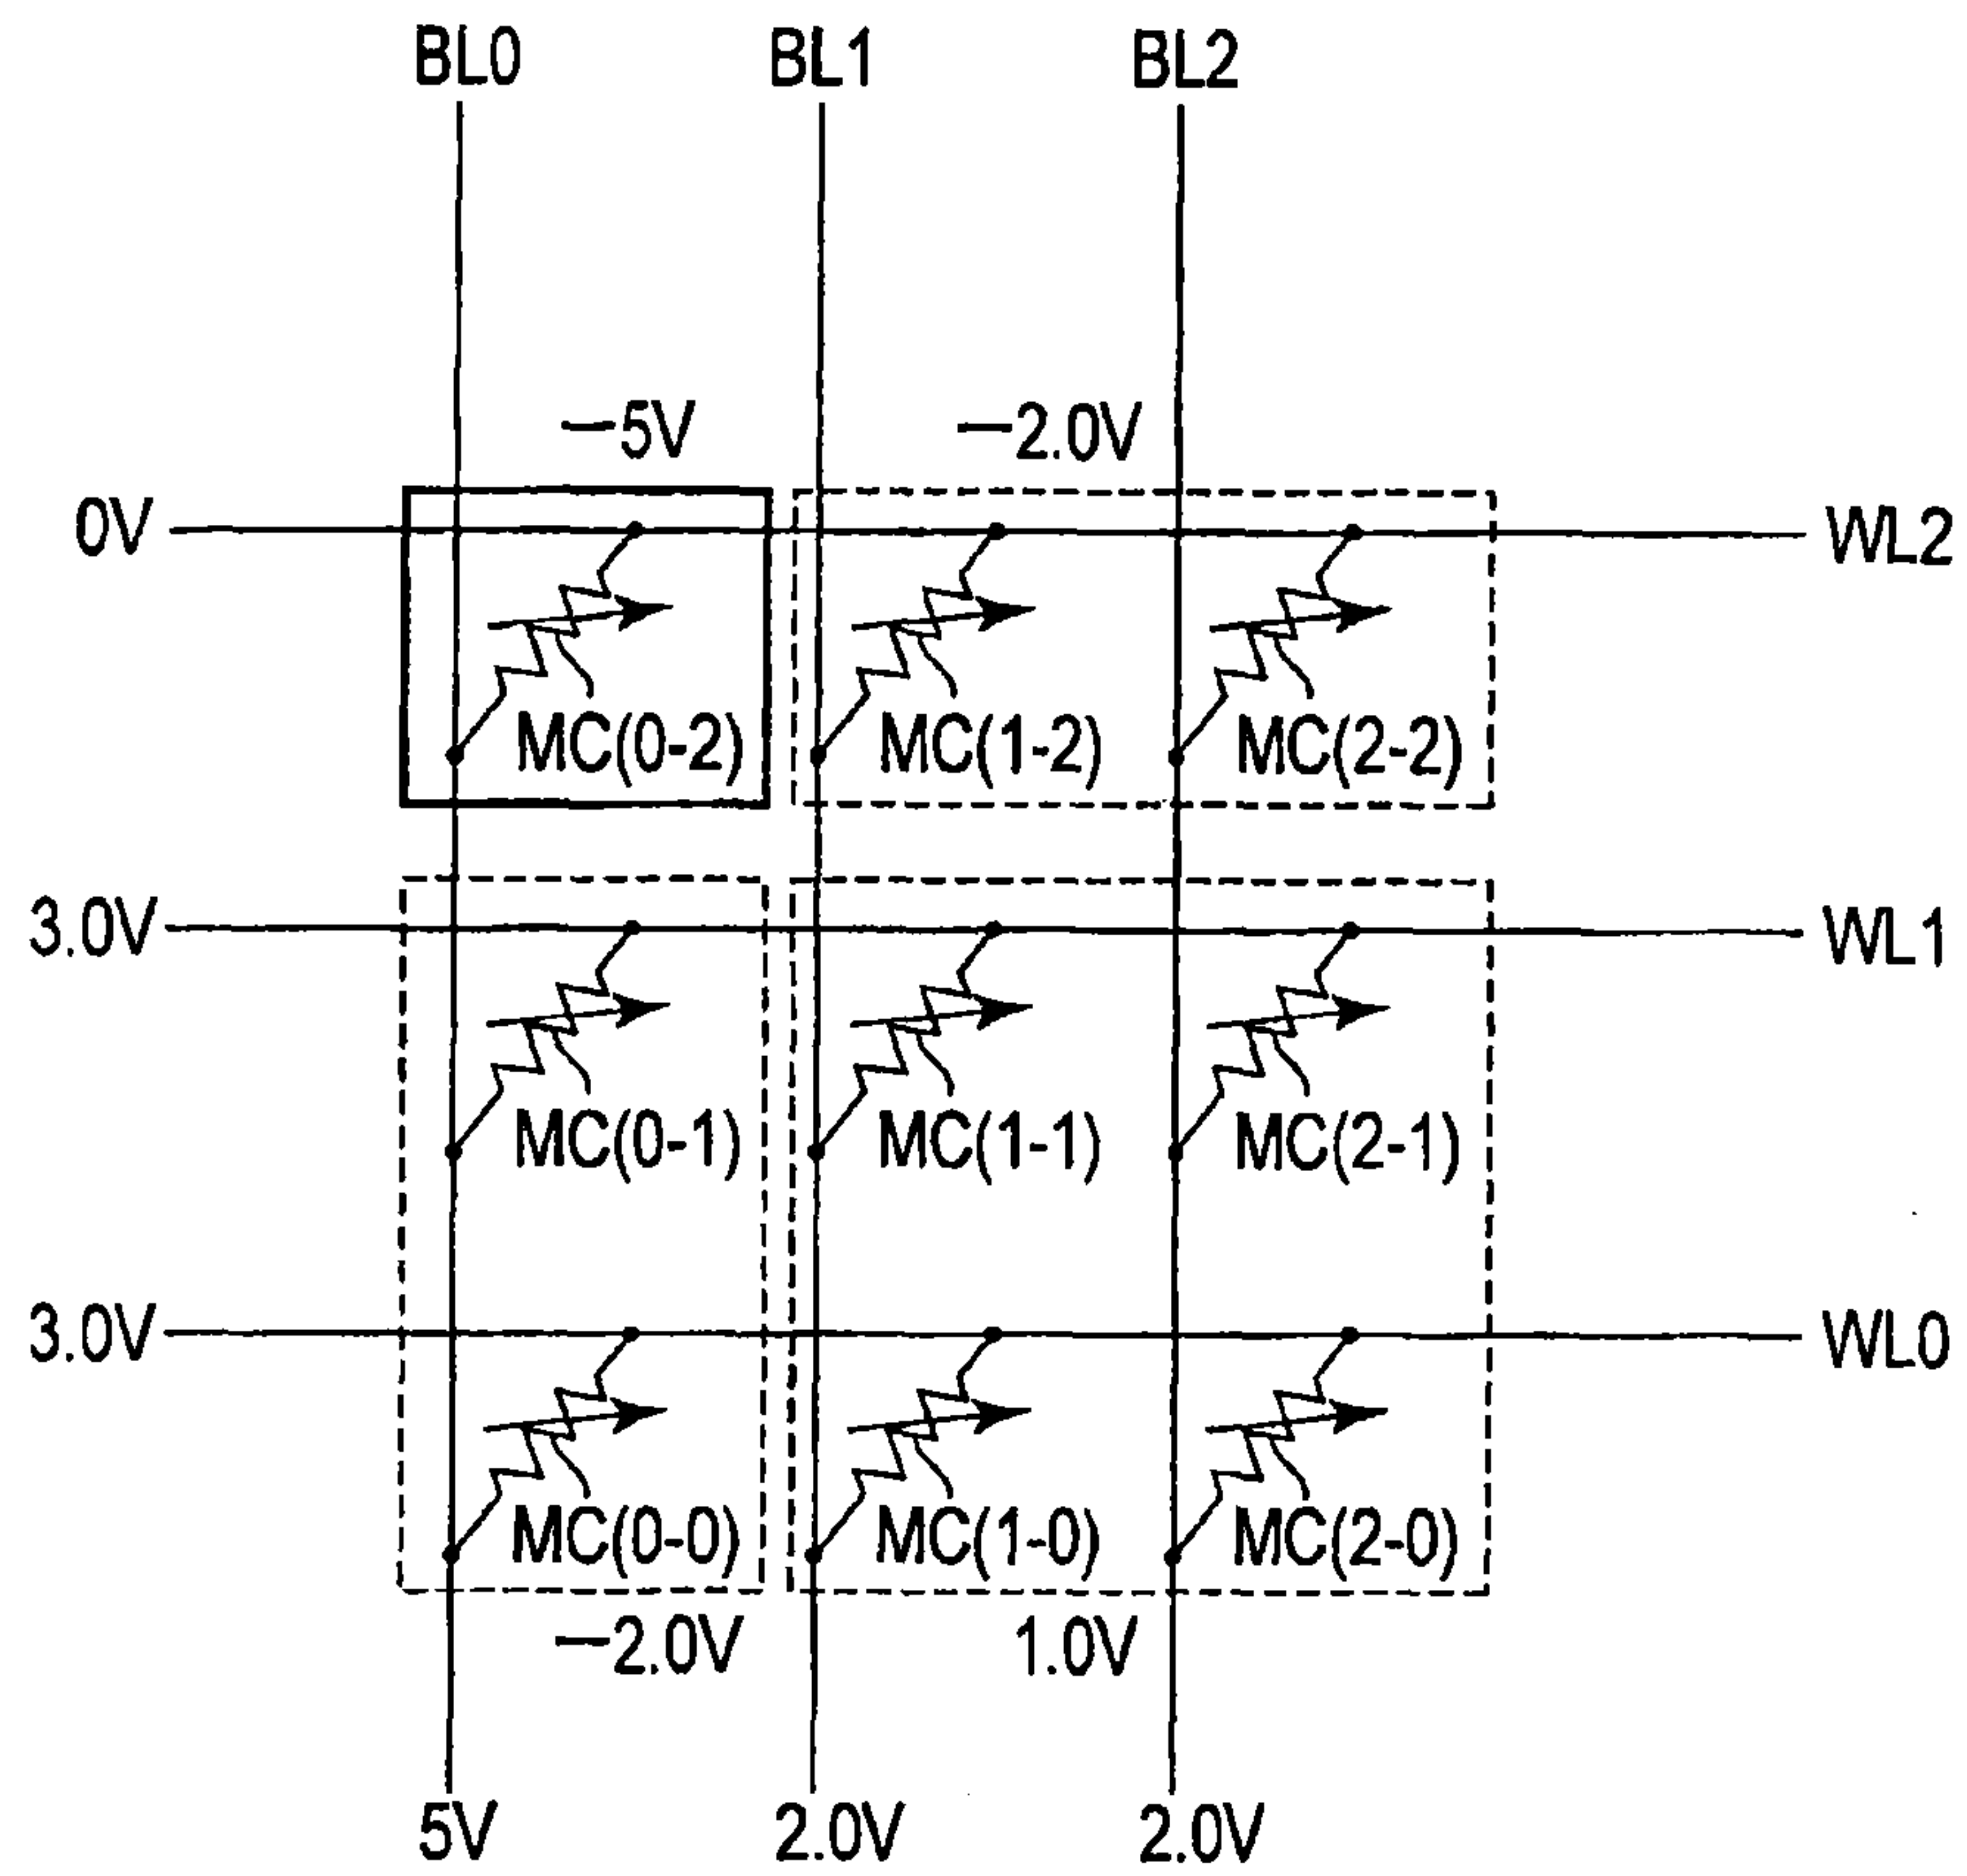 BL0 BL1 BL2
−5V −2.0V
0V WL2
MC(0-2) MC(1-2) MC(2-2)
3.0V WL1
MC(0-1) MC(1-1) MC(2-1)
3.0V WL0
MC(0-0) MC(1-0) MC(2-0)
−2.0V 1.0V
5V 2.0V 2.0V